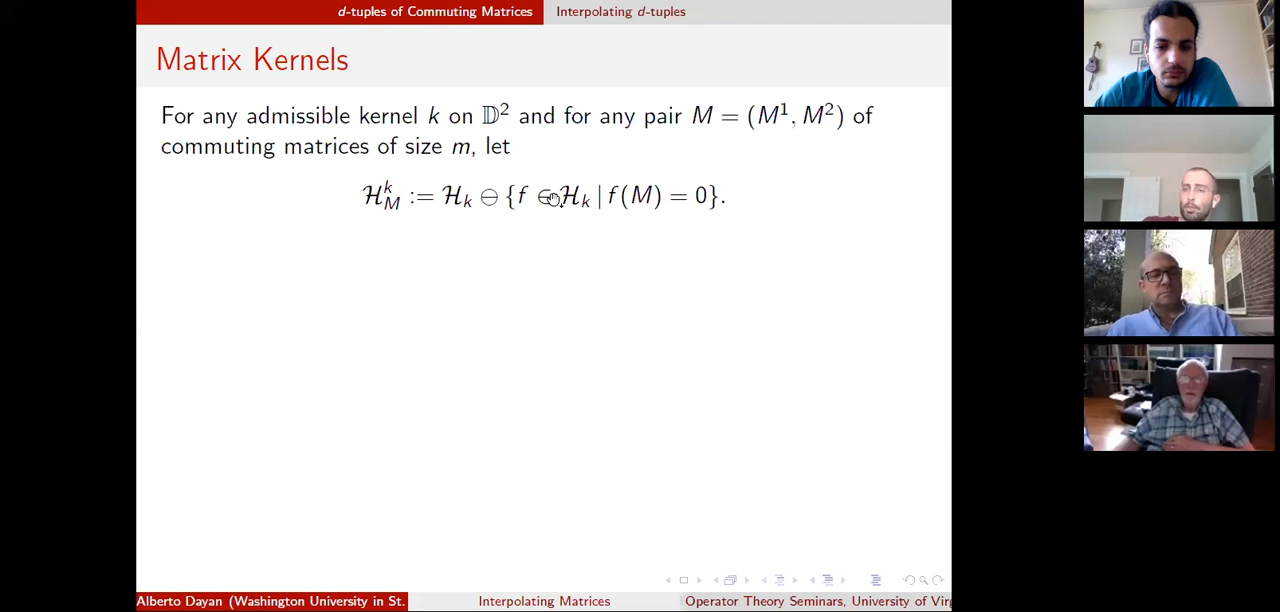 d-tuples of Commuting Matrices Interpolating d-tuples
Matrix Kernels
For any admissible kernel k on 𝔻² and for any pair M = (M¹, M²) of
commuting matrices of size m, let
ℋ_M^k := ℋ_k ⊖ {f ∈ ℋ_k | f(M) = 0}.
Alberto Dayan (Washington University in St. Interpolating Matrices Operator Theory Seminars, University of Virg